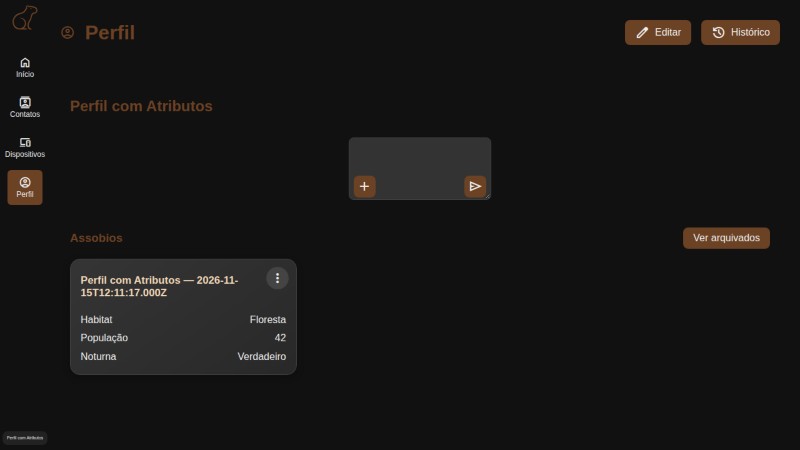 Perfil
Editar
Histórico
Início
Contatos
Dispositivos
Perfil
Perfil com Atributos
Assobios
Ver arquivados
Perfil com Atributos — 2026-11-
15T12:11:17.000Z
Habitat Floresta
População 42
Noturna Verdadeiro
Perfil com Atributos